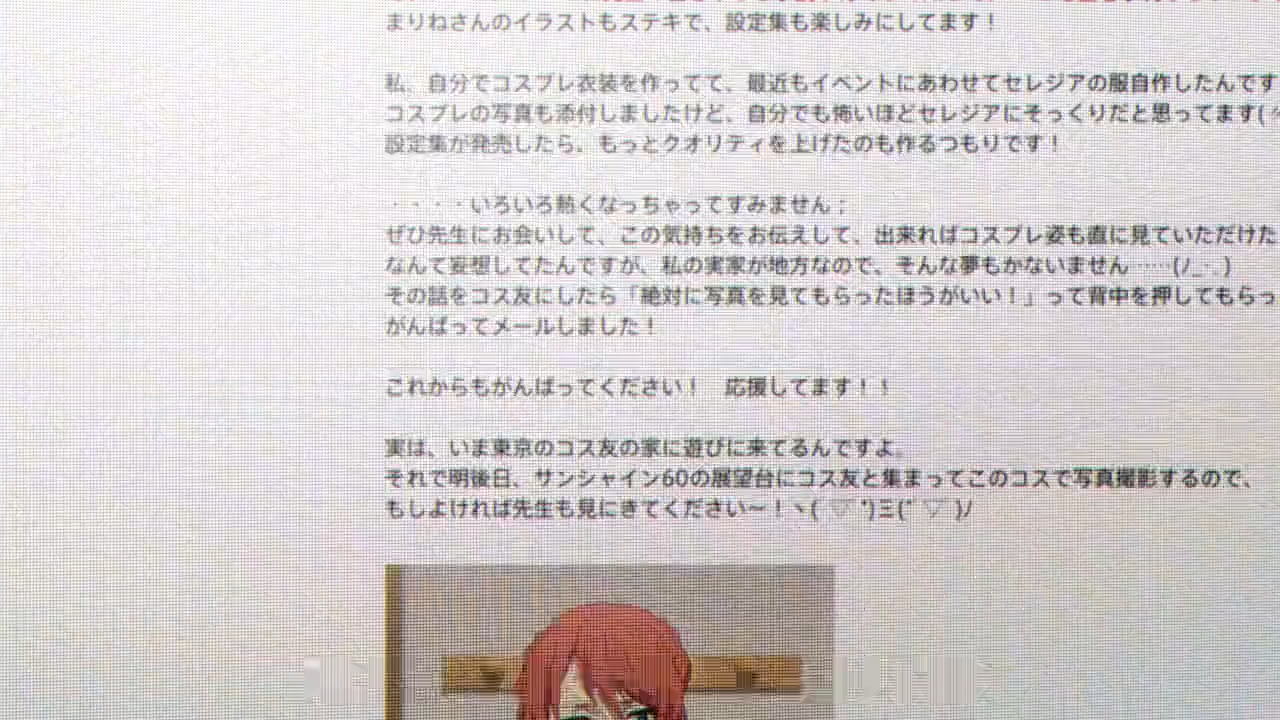 まりねさんのイラストもステキで、設定集も楽しみにしてます！
私、自分でコスプレ衣装を作ってて、最近もイベントにあわせてセレジアの服自作したんです
コスプレの写真も添付しましたけど、自分でも怖いほどセレジアにそっくりだと思ってます(
設定集が発売したら、もっとクオリティを上げたのも作るつもりです！
・・・・いろいろ熱くなっちゃってすみません；
ぜひ先生にお会いして、この気持ちをお伝えして、出来ればコスプレ姿も直に見ていただけた
なんて妄想してたんですが、私の実家が地方なので、そんな夢もかないません……(ﾉ_・､)
その話をコス友にしたら「絶対に写真を見てもらったほうがいい！」って背中を押してもらっ
がんばってメールしました！
これからもがんばってください！　応援してます！！
実は、いま東京のコス友の家に遊びに来てるんですよ
それで明後日、サンシャイン60の展望台にコス友と集まってこのコスで写真撮影するので、
もしよければ先生も見にきてください～！ヽ(ﾟ▽ﾟ*)三(*ﾟ▽ﾟ)ﾉ